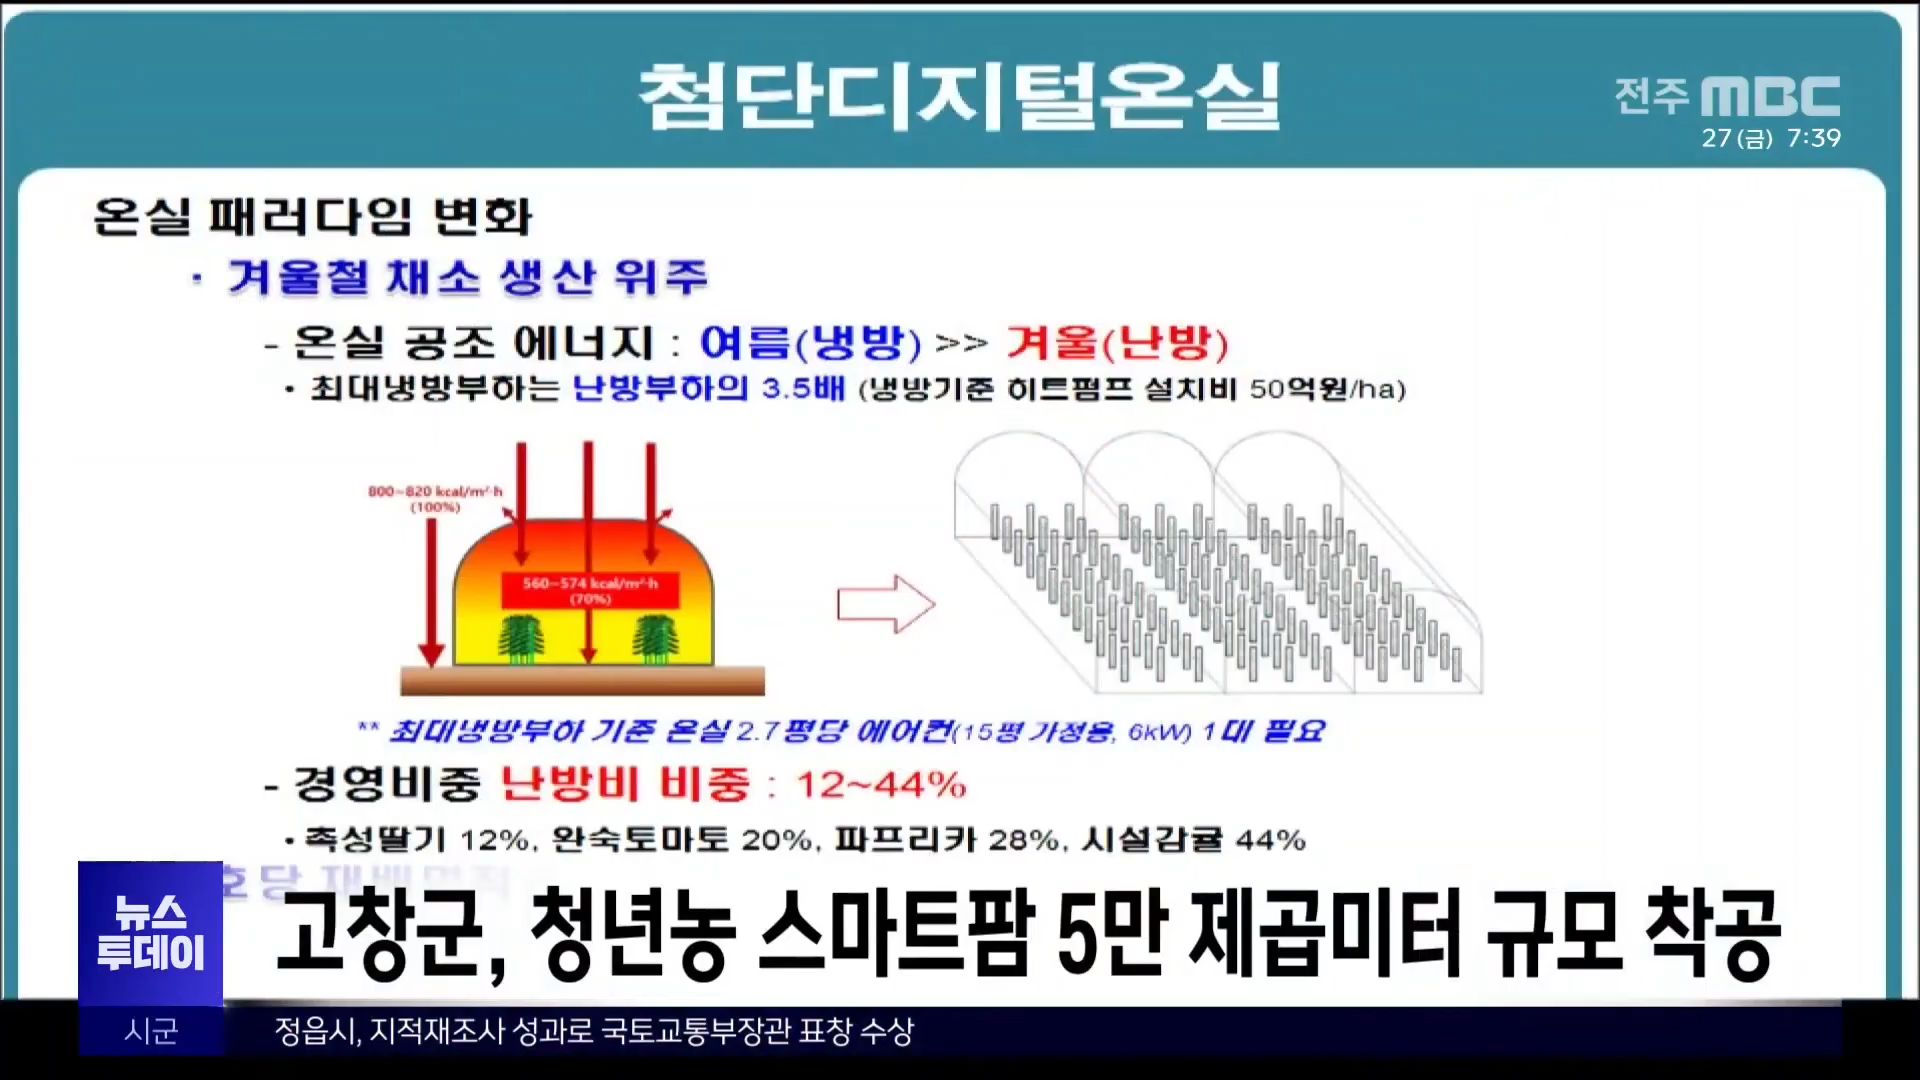 첨단디지털온실
전주 MBC
27(금) 7:39
온실 패러다임 변화
· 겨울철 채소 생산 위주
- 온실 공조 에너지 : 여름(냉방) >> 겨울(난방)
• 최대냉방부하는 난방부하의 3.5배 (냉방기준 히트펌프 설치비 50억원/ha)
800~820 kcal/m²·h
(100%)
560~574 kcal/m²·h
(70%)
** 최대냉방부하 기준 온실 2.7평당 에어컨(15평 가정용, 6kW) 1대 필요
- 경영비중 난방비 비중 : 12~44%
• 촉성딸기 12%, 완숙토마토 20%, 파프리카 28%, 시설감귤 44%
호당 재배면적
뉴스
투데이
고창군, 청년농 스마트팜 5만 제곱미터 규모 착공
시군
정읍시, 지적재조사 성과로 국토교통부장관 표창 수상